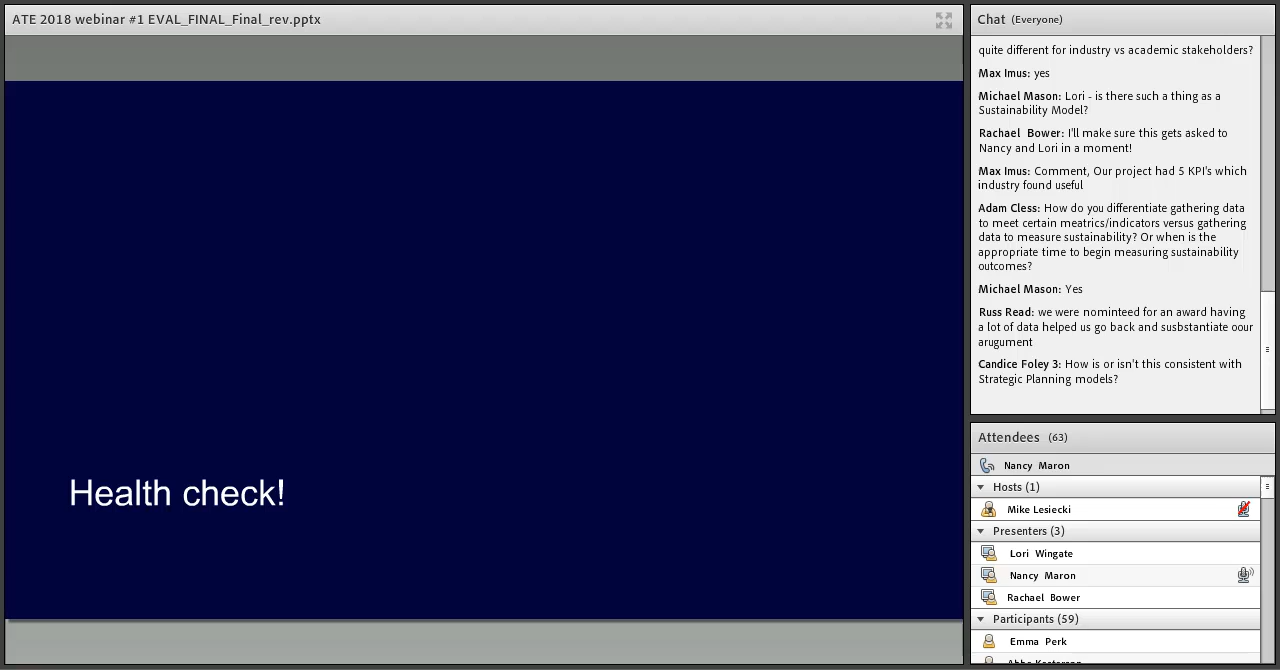 ATE 2018 webinar #1 EVAL_FINAL_Final_rev.pptx
Health check!
Chat (Everyone)
quite different for industry vs academic stakeholders?
Max Imus: yes
Michael Mason: Lori - is there such a thing as a
Sustainability Model?
Rachael Bower: I'll make sure this gets asked to
Nancy and Lori in a moment!
Max Imus: Comment, Our project had 5 KPI's which
industry found useful
Adam Cless: How do you differentiate gathering data
to meet certain meatrics/indicators versus gathering
data to measure sustainability? Or when is the
appropriate time to begin measuring sustainability
outcomes?
Michael Mason: Yes
Russ Read: we were nominteed for an award having
a lot of data helped us go back and susbstantiate oour
arugument
Candice Foley 3: How is or isn't this consistent with
Strategic Planning models?
Attendees (63)
Nancy Maron
Hosts (1)
Mike Lesiecki
Presenters (3)
Lori Wingate
Nancy Maron
Rachael Bower
Participants (59)
Emma Perk